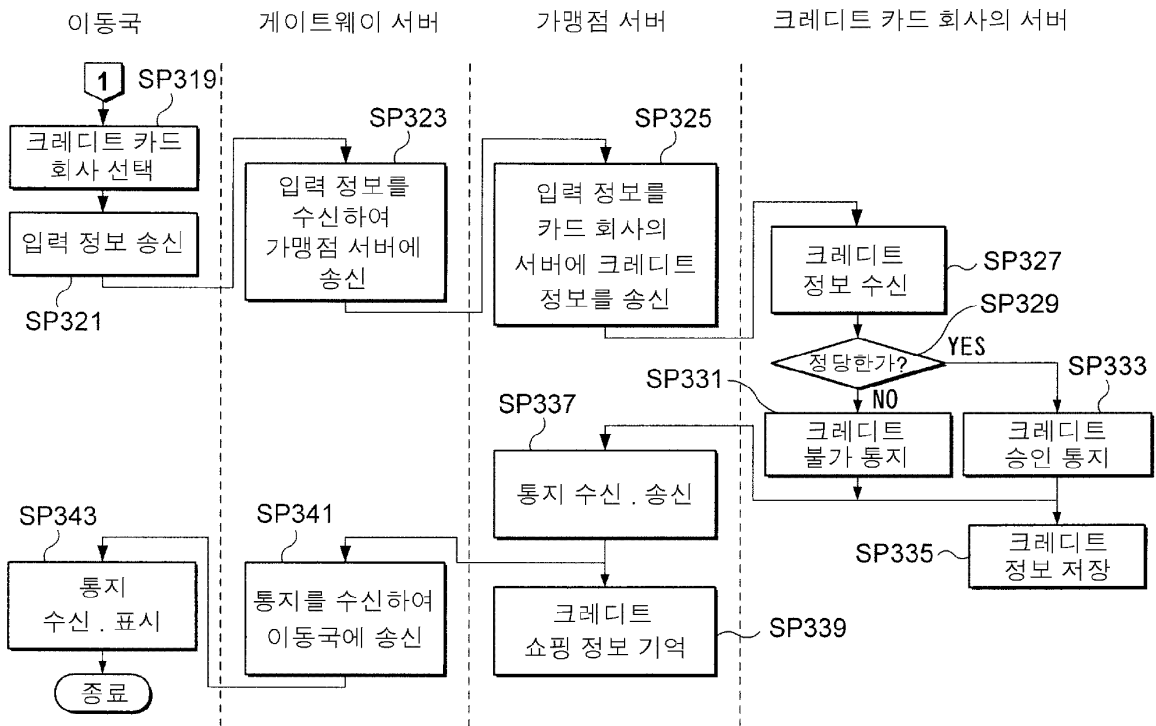 이동국
게이트웨이 서버
가맹점 서버
크레디트 카드 회사의 서버
1
SP319
크레디트 카드
회사 선택
입력 정보 송신
SP321
SP323
입력 정보를
수신하여
가맹점 서버에
송신
SP325
입력 정보를
카드 회사의
서버에 크레디트
정보를 송신
크레디트
정보 수신
SP327
SP329
정당한가?
YES
NO
SP331
크레디트
불가 통지
SP333
크레디트
승인 통지
SP335
크레디트
정보 저장
SP337
통지 수신 . 송신
SP339
크레디트
쇼핑 정보 기억
SP341
통지를 수신하여
이동국에 송신
SP343
통지
수신 . 표시
종료